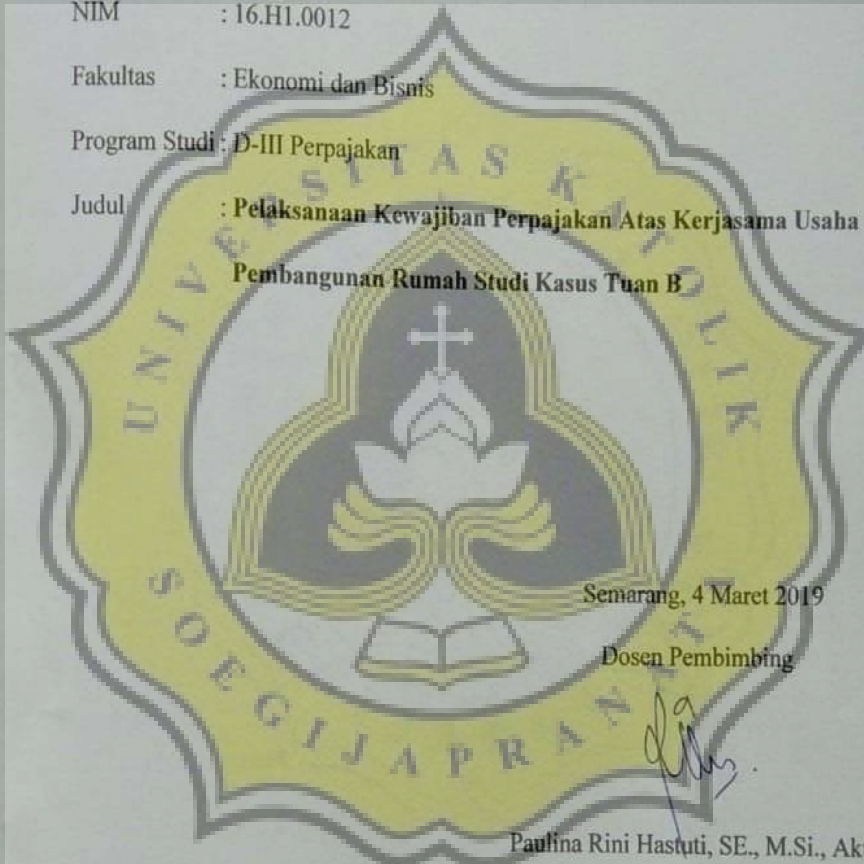 NIM : 16.H1.0012
Fakultas : Ekonomi dan Bisnis
Program Studi : D-III Perpajakan
Judul : Pelaksanaan Kewajiban Perpajakan Atas Kerjasama Usaha
Pembangunan Rumah Studi Kasus Tuan B
UNIVERSITAS KATOLIK
SOEGIJAPRANATA
Semarang, 4 Maret 2019
Dosen Pembimbing
Paulina Rini Hastuti, SE., M.Si., Ak